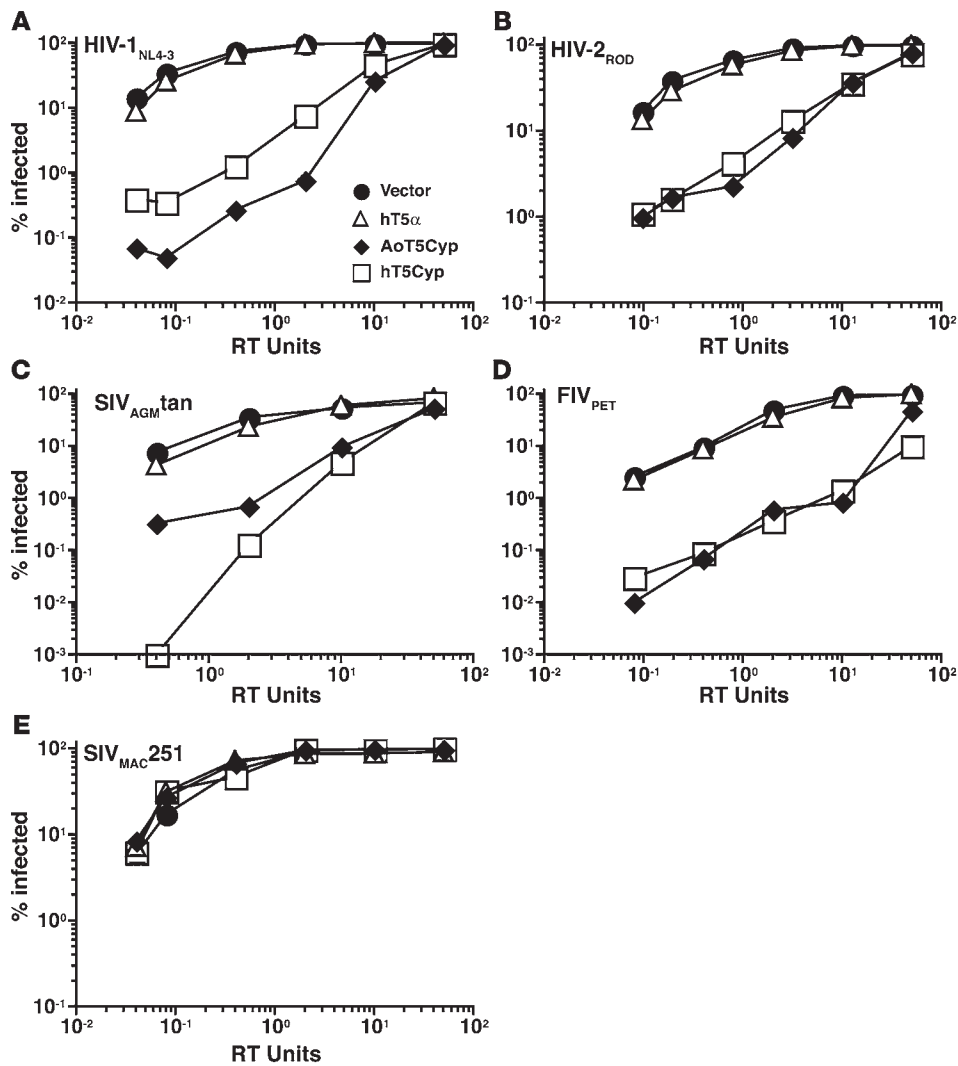 A
HIV-1NL4-3
10² 10¹ 10⁰ 10⁻¹ 10⁻²
% infected
Vector
hT5α
AoT5Cyp
hT5Cyp
10⁻² 10⁻¹ 10⁰ 10¹ 10²
RT Units
B
HIV-2ROD
10² 10¹ 10⁰ 10⁻¹
10⁻² 10⁻¹ 10⁰ 10¹ 10²
RT Units
C
SIVAGMtan
10² 10¹ 10⁰ 10⁻¹ 10⁻² 10⁻³
% infected
10⁻¹ 10⁰ 10¹ 10²
RT Units
D
FIVPET
10² 10¹ 10⁰ 10⁻¹ 10⁻² 10⁻³
10⁻² 10⁻¹ 10⁰ 10¹ 10²
RT Units
E
SIVMAC251
10² 10¹ 10⁰ 10⁻¹
% infected
10⁻² 10⁻¹ 10⁰ 10¹ 10²
RT Units